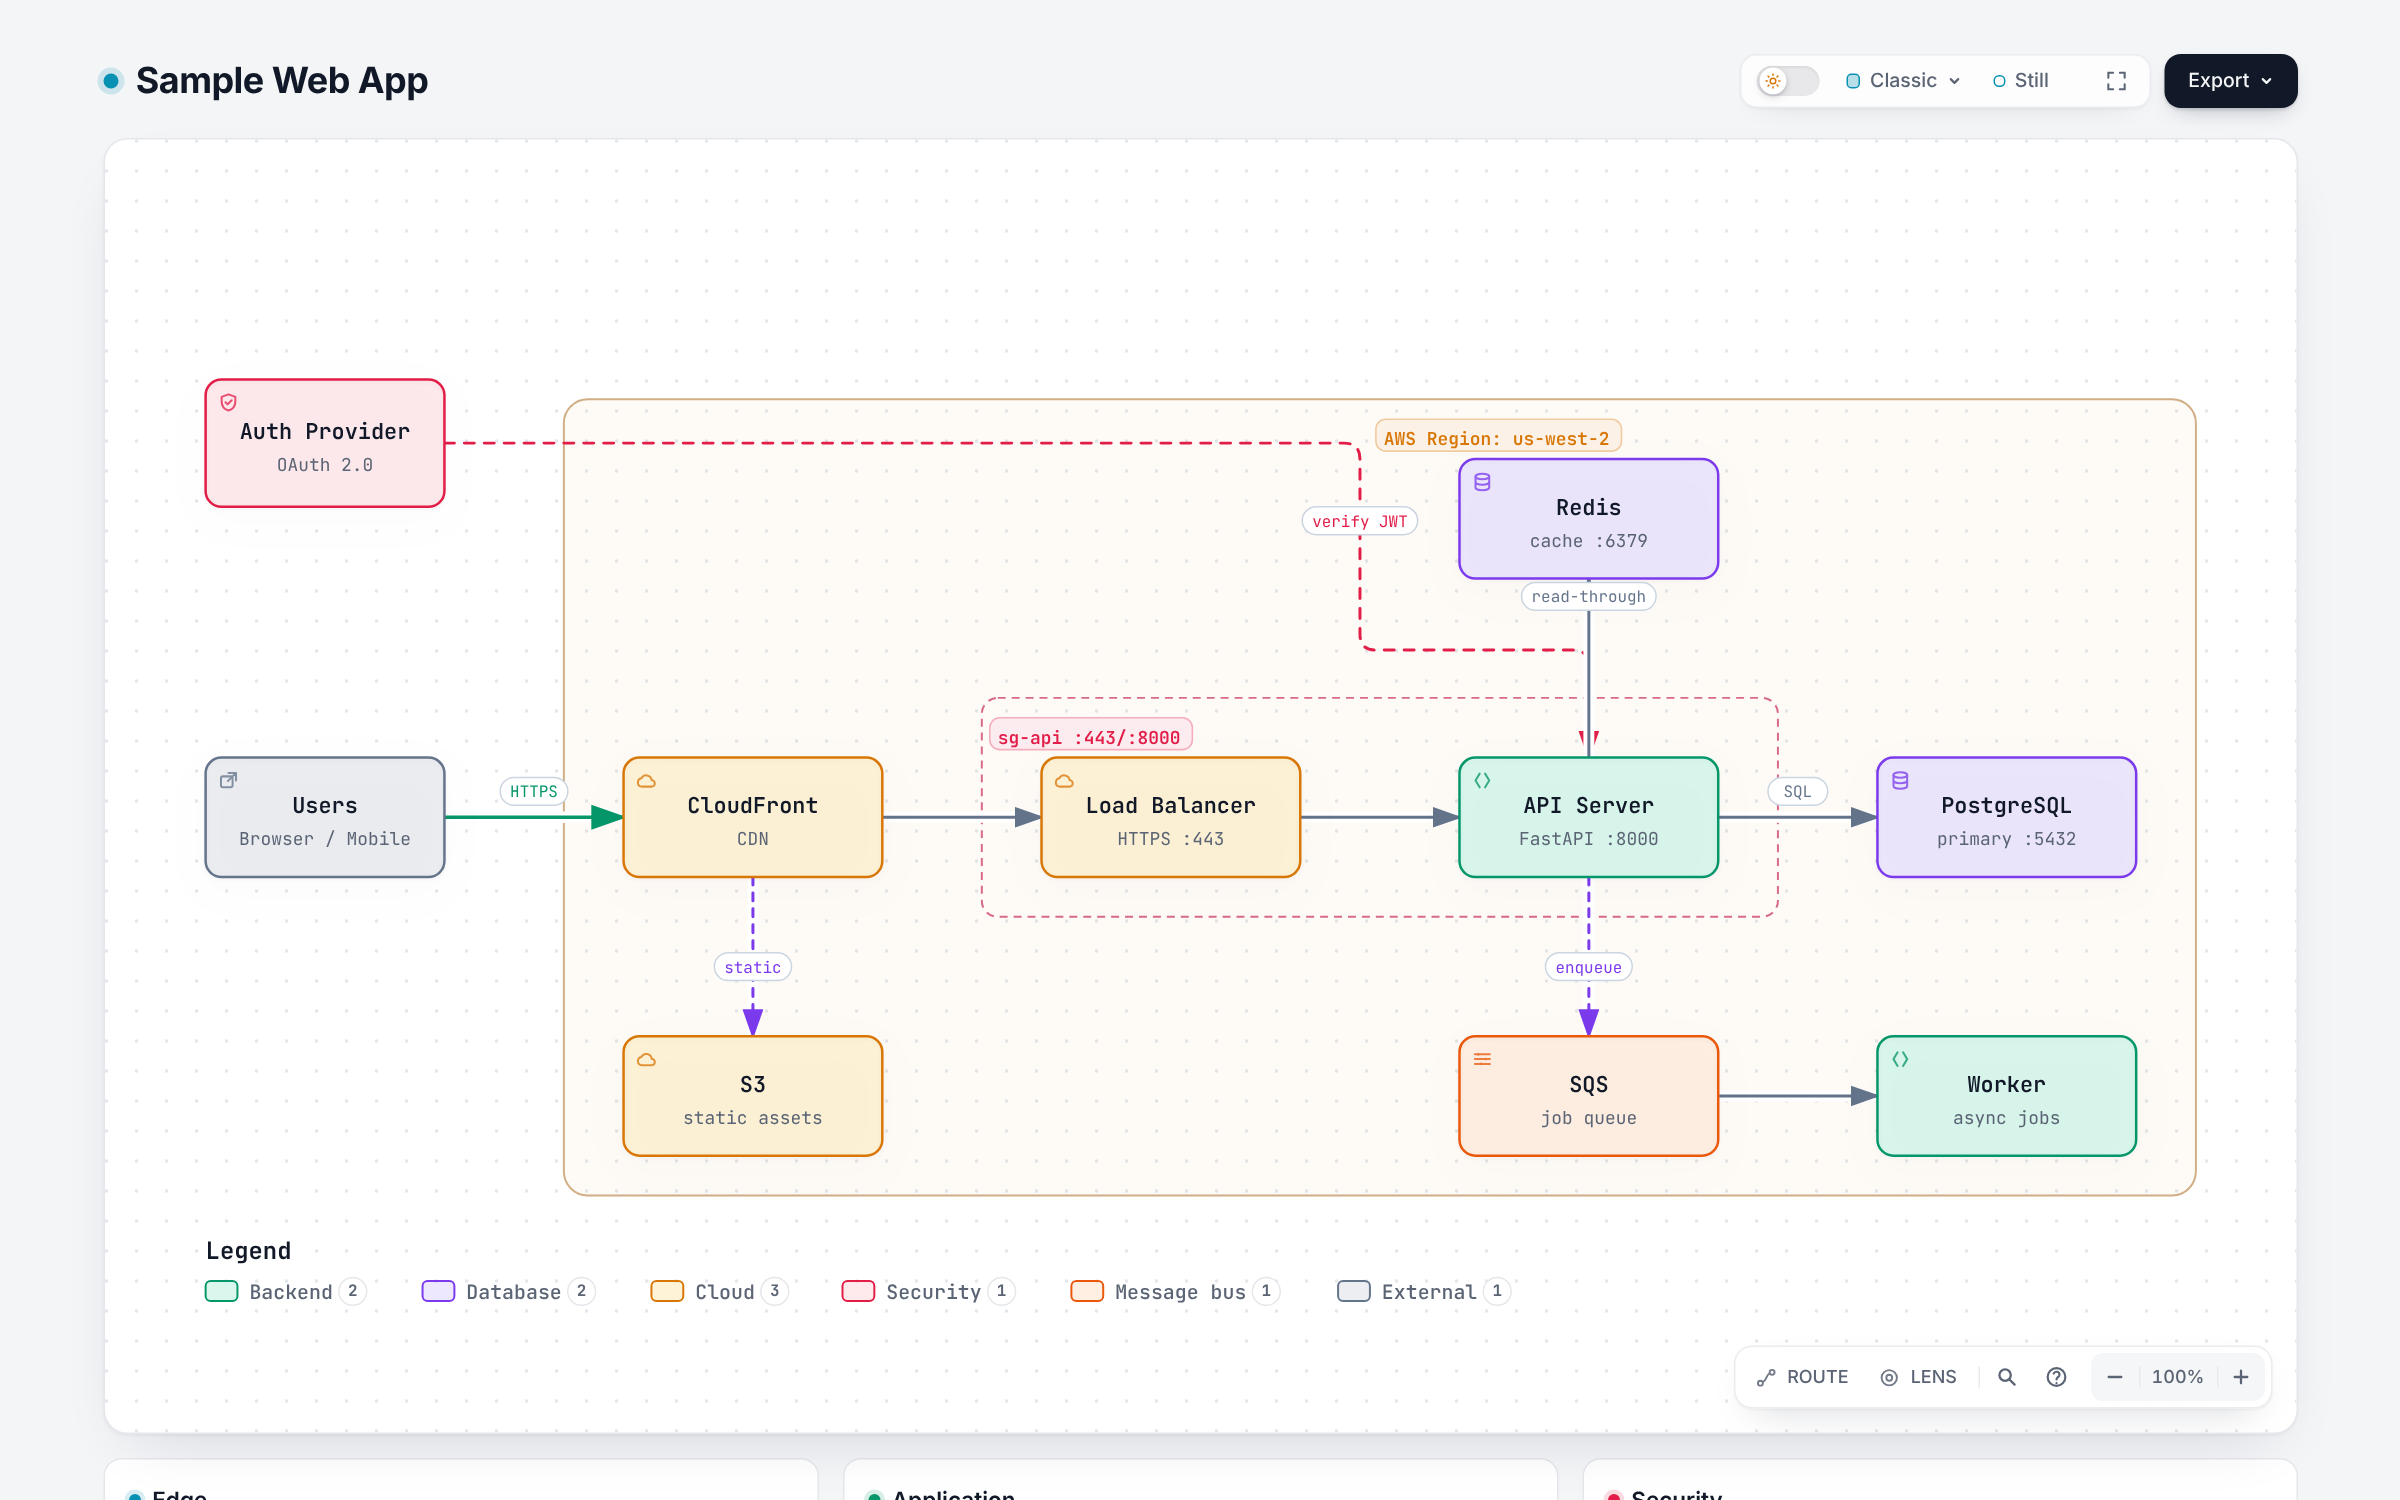 Sample Web App
Classic
Still
Export
Auth Provider
OAuth 2.0
AWS Region: us-west-2
verify JWT
Redis
cache :6379
read-through
sg-api :443/:8000
Users
Browser / Mobile
HTTPS
CloudFront
CDN
Load Balancer
HTTPS :443
API Server
FastAPI :8000
SQL
PostgreSQL
primary :5432
static
enqueue
S3
static assets
SQS
job queue
Worker
async jobs
Legend
Backend 2
Database 2
Cloud 3
Security 1
Message bus 1
External 1
ROUTE
LENS
100%
Edge
Application
Security